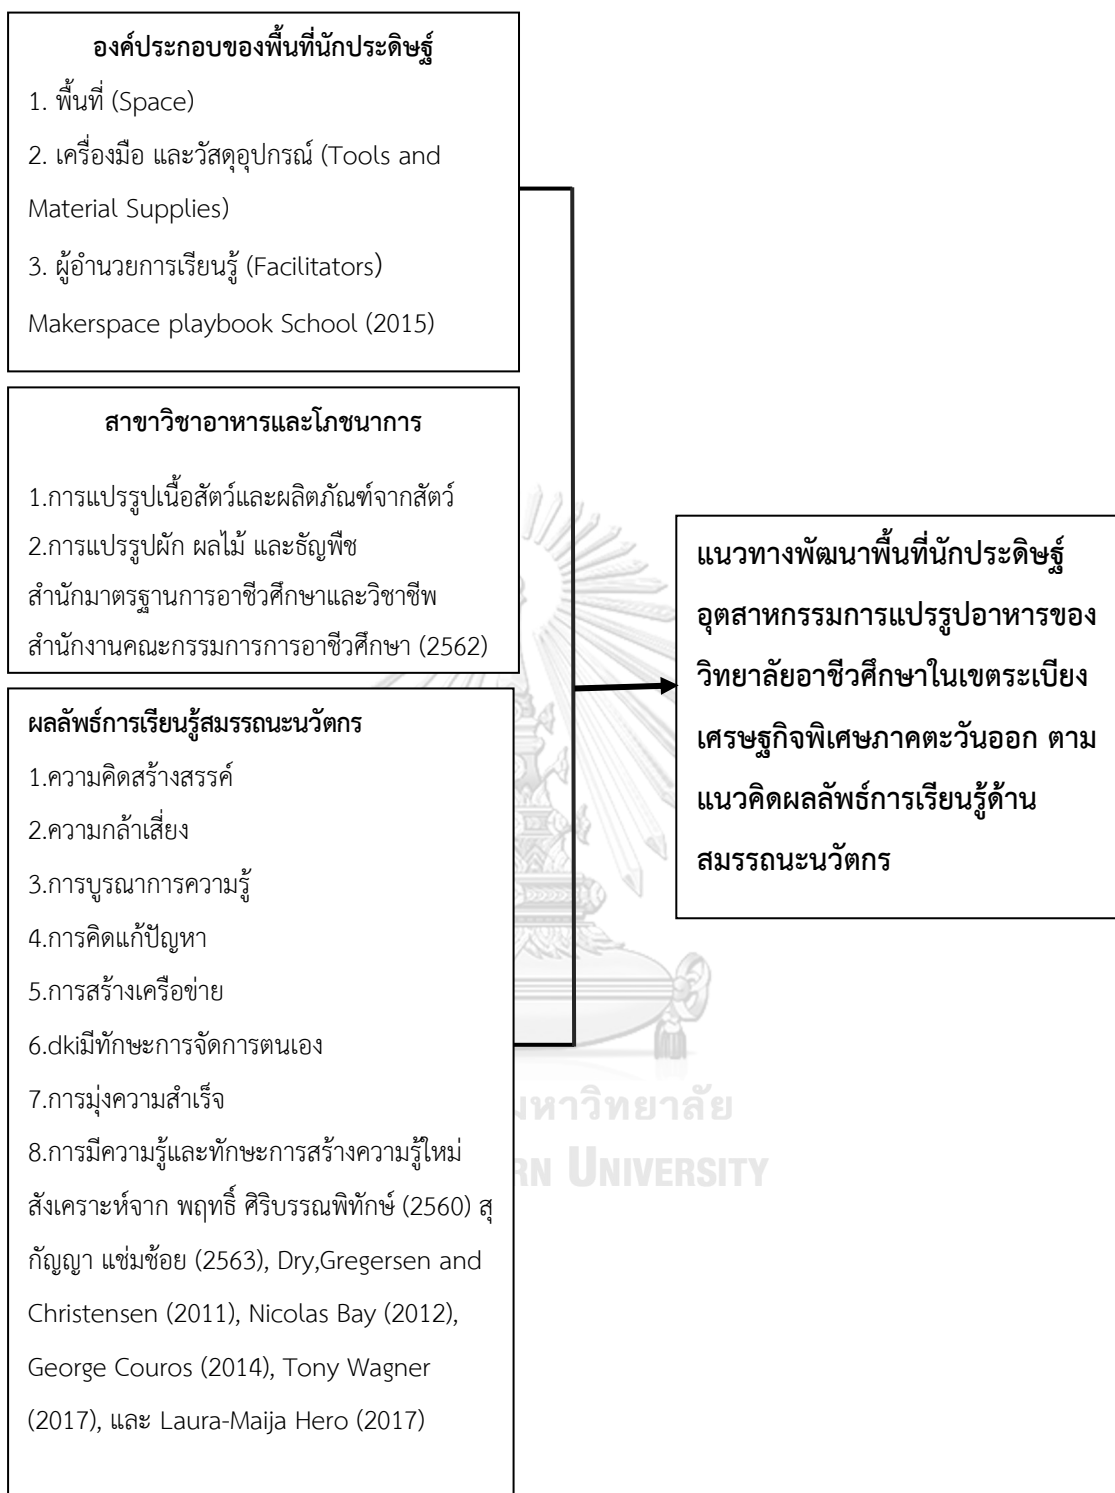 องค์ประกอบของพื้นที่นักประดิษฐ์
1. พื้นที่ (Space)
2. เครื่องมือ และวัสดุอุปกรณ์ (Tools and
Material Supplies)
3. ผู้อำนวยการเรียนรู้ (Facilitators)
Makerspace playbook School (2015)
สาขาวิชาอาหารและโภชนาการ
1.การแปรรูปเนื้อสัตว์และผลิตภัณฑ์จากสัตว์
2.การแปรรูปผัก ผลไม้ และธัญพืช
สำนักมาตรฐานการอาชีวศึกษาและวิชาชีพ
สำนักงานคณะกรรมการการอาชีวศึกษา (2562)
ผลลัพธ์การเรียนรู้สมรรถนะนวัตกร
1.ความคิดสร้างสรรค์
2.ความกล้าเสี่ยง
3.การบูรณาการความรู้
4.การคิดแก้ปัญหา
5.การสร้างเครือข่าย
6.dkiมีทักษะการจัดการตนเอง
7.การมุ่งความสำเร็จ
8.การมีความรู้และทักษะการสร้างความรู้ใหม่
สังเคราะห์จาก พฤทธิ์ ศิริบรรณพิทักษ์ (2560) สุ
กัญญา แช่มช้อย (2563), Dry,Gregersen and
Christensen (2011), Nicolas Bay (2012),
George Couros (2014), Tony Wagner
(2017), และ Laura-Maija Hero (2017)
แนวทางพัฒนาพื้นที่นักประดิษฐ์
อุตสาหกรรมการแปรรูปอาหารของ
วิทยาลัยอาชีวศึกษาในเขตระเบียง
เศรษฐกิจพิเศษภาคตะวันออก ตาม
แนวคิดผลลัพธ์การเรียนรู้ด้าน
สมรรถนะนวัตกร
มหาวิทยาลัย
RN UNIVERSITY